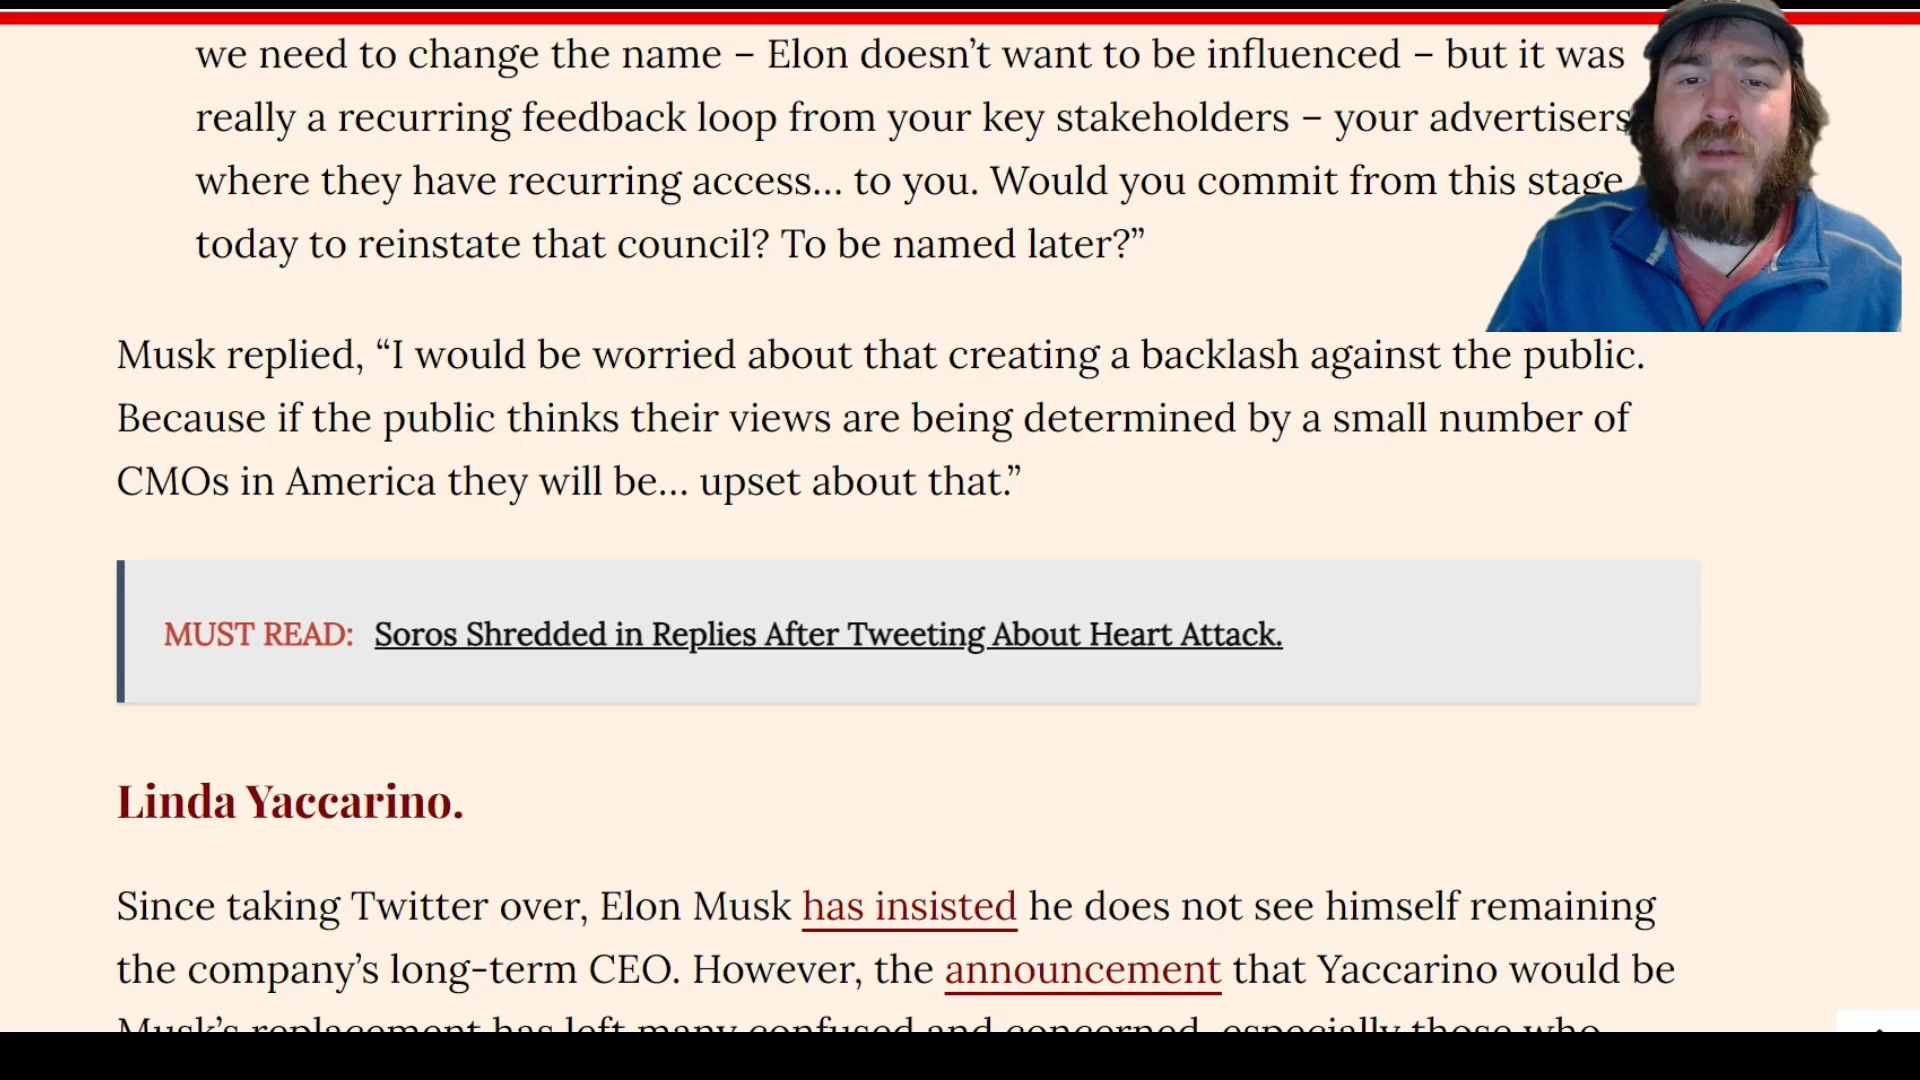 we need to change the name – Elon doesn’t want to be influenced – but it was
really a recurring feedback loop from your key stakeholders – your advertisers
where they have recurring access... to you. Would you commit from this stage
today to reinstate that council? To be named later?”
Musk replied, “I would be worried about that creating a backlash against the public.
Because if the public thinks their views are being determined by a small number of
CMOs in America they will be... upset about that.”
MUST READ: Soros Shredded in Replies After Tweeting About Heart Attack.
Linda Yaccarino.
Since taking Twitter over, Elon Musk has insisted he does not see himself remaining
the company’s long-term CEO. However, the announcement that Yaccarino would be
Musk’s replacement has left many confused and concerned, especially those who